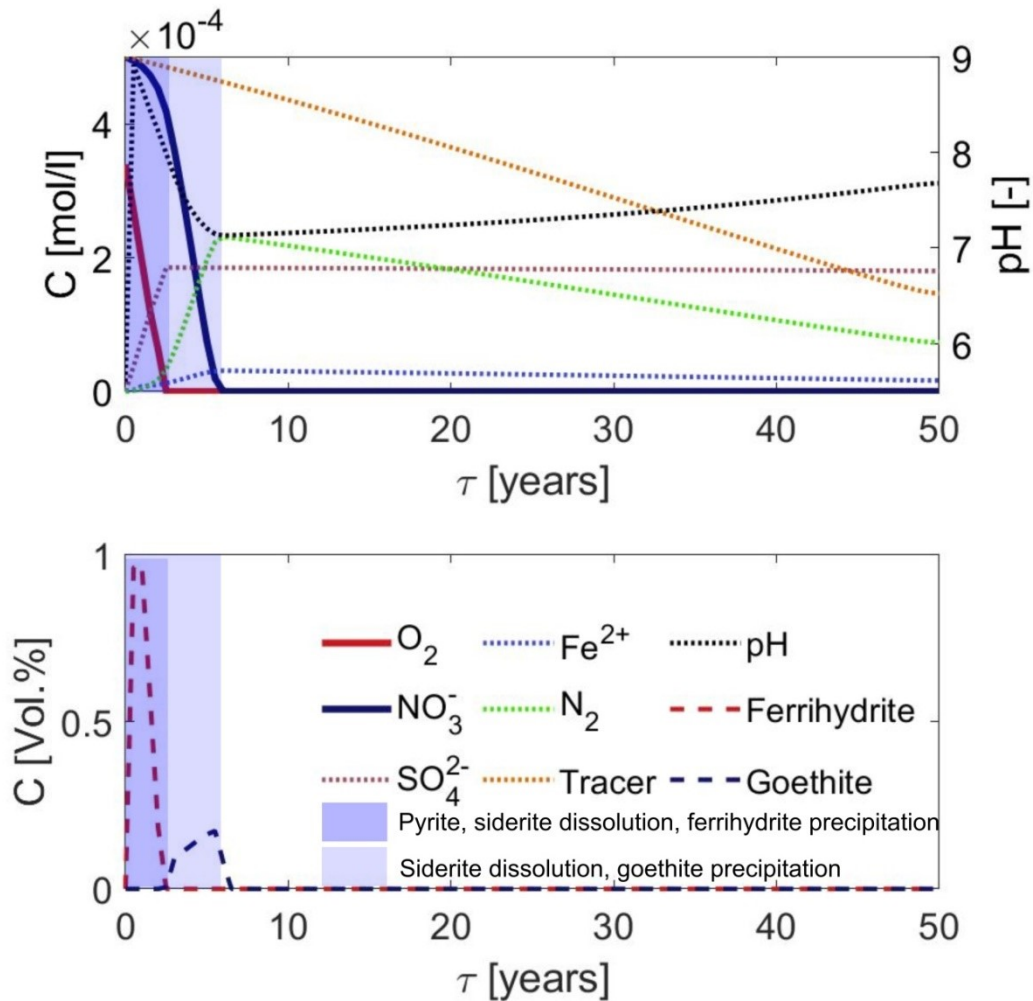 × 10⁻⁴
4
2
0
C [mol/l]
9
8
7
6
pH [-]
0 10 20 30 40 50
τ [years]
1
0.5
0
C [Vol.%]
O₂ Fe²⁺ pH
NO₃⁻ N₂ Ferrihydrite
SO₄²⁻ Tracer Goethite
Pyrite, siderite dissolution, ferrihydrite precipitation
Siderite dissolution, goethite precipitation
0 10 20 30 40 50
τ [years]